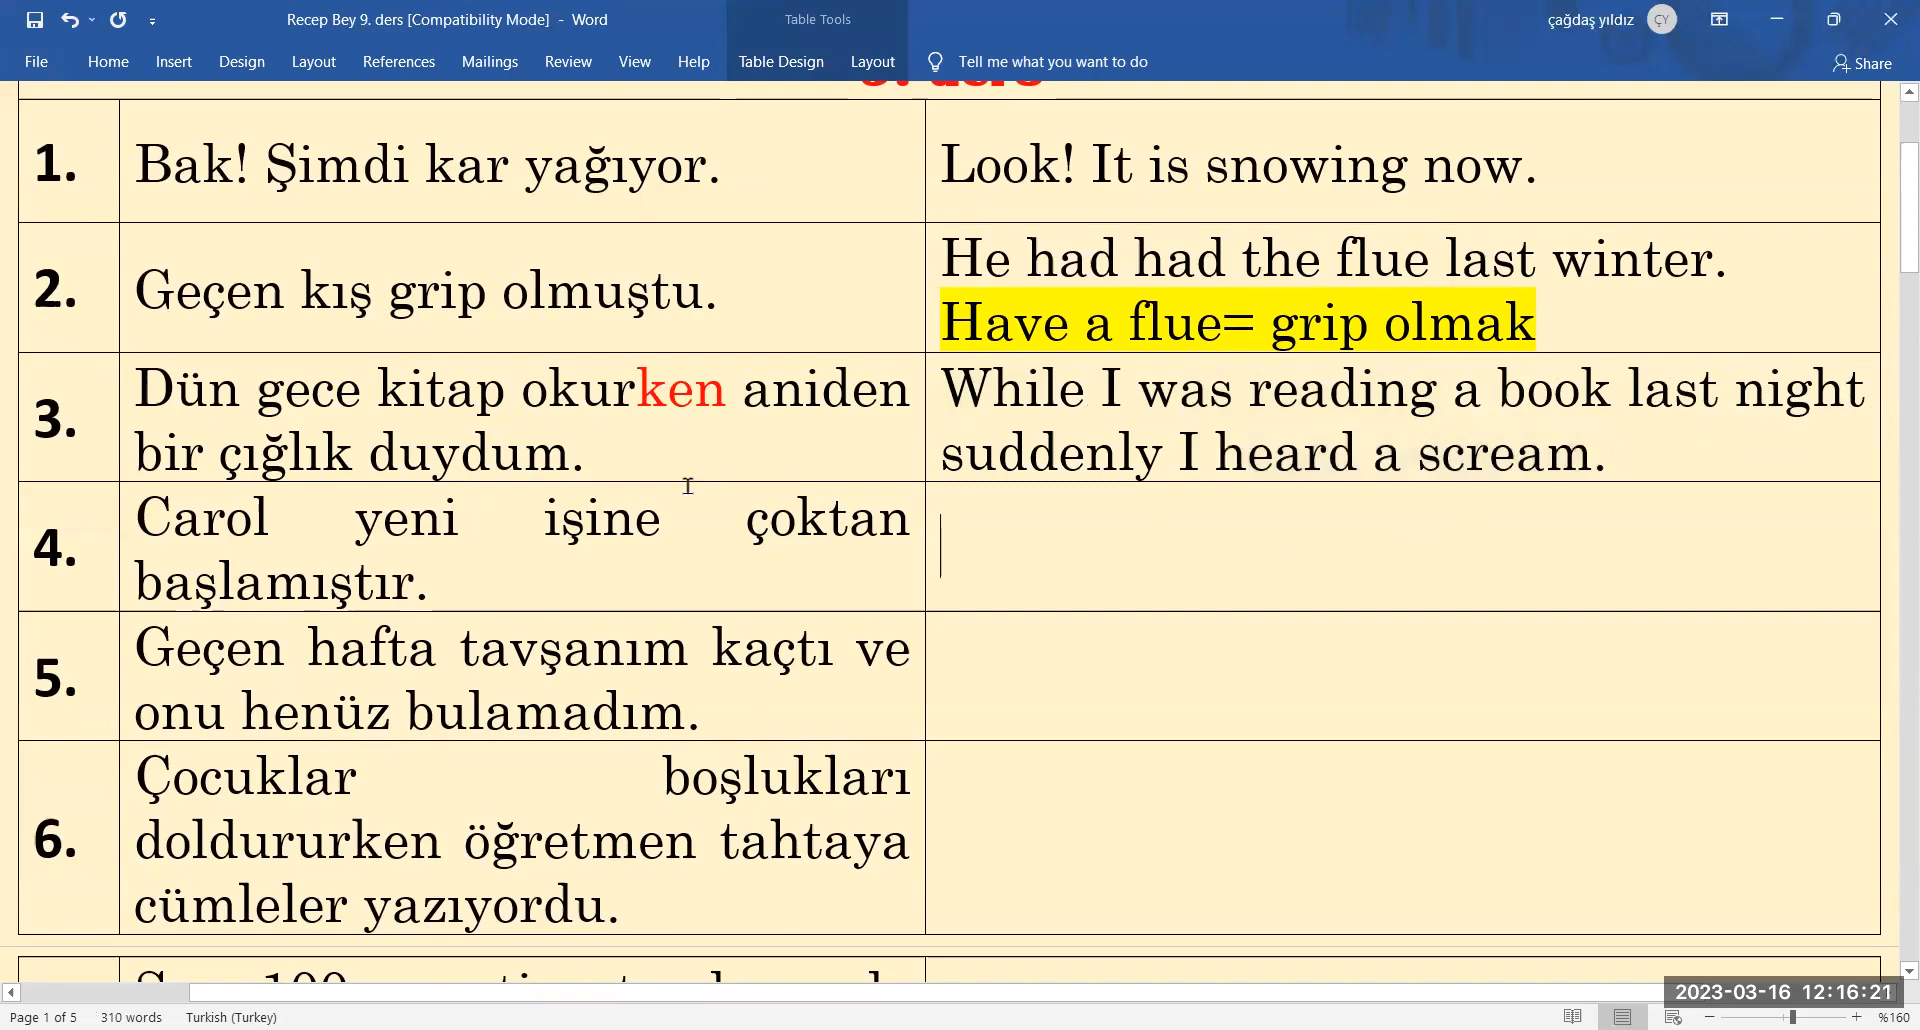 Recep Bey 9. ders [Compatibility Mode] - Word
Table Tools
çağdaş yıldız
ÇY
File Home Insert Design Layout References Mailings Review View Help Table Design Layout Tell me what you want to do Share
1. Bak! Şimdi kar yağıyor. Look! It is snowing now.
2. Geçen kış grip olmuştu.
He had had the flue last winter.
Have a flue= grip olmak
3.
Dün gece kitap okurken aniden
bir çığlık duydum.
While I was reading a book last night
suddenly I heard a scream.
4.
Carol yeni işine çoktan
başlamıştır.
5.
Geçen hafta tavşanım kaçtı ve
onu henüz bulamadım.
6.
Çocuklar boşlukları
doldururken öğretmen tahtaya
cümleler yazıyordu.
2023-03-16 12:16:21
Page 1 of 5 310 words Turkish (Turkey)
%160